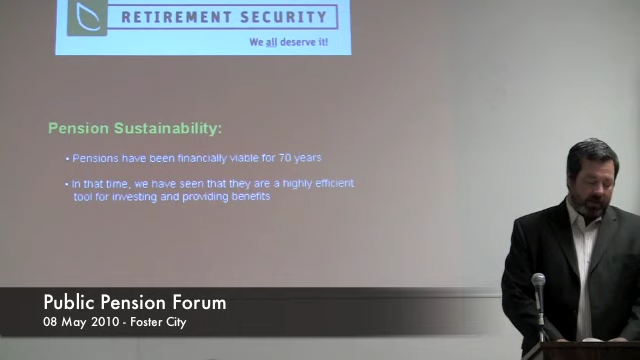 RETIREMENT SECURITY
We all deserve it!
Pension Sustainability:
• Pensions have been financially viable for 70 years
• In that time, we have seen that they are a highly efficient
tool for investing and providing benefits
Public Pension Forum
08 May 2010 - Foster City